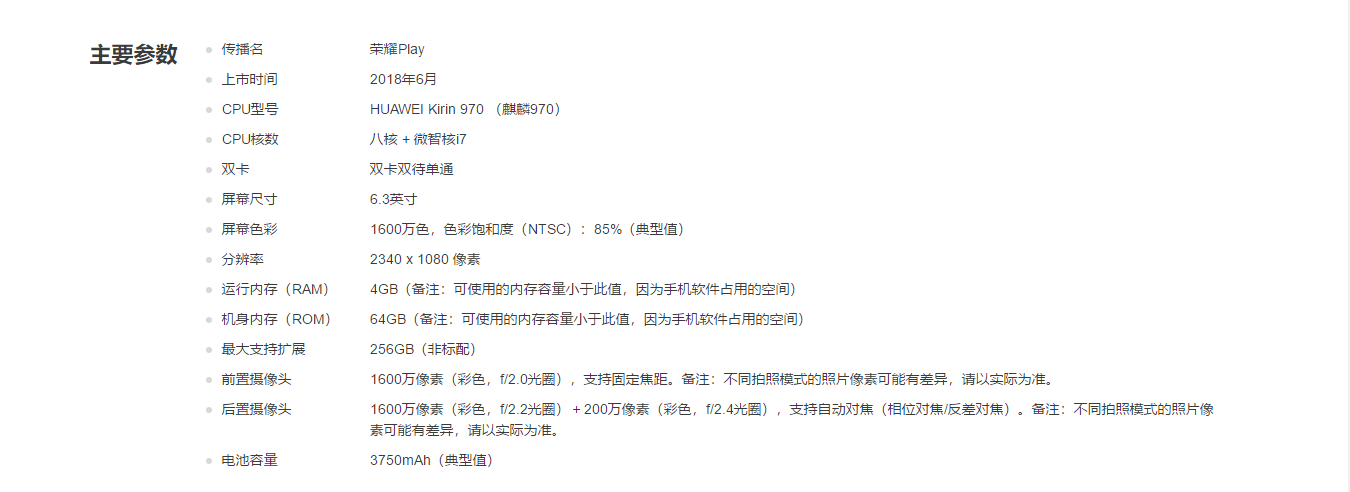 主要参数
传播名 荣耀Play
上市时间 2018年6月
CPU型号 HUAWEI Kirin 970 （麒麟970）
CPU核数 八核 + 微智核i7
双卡 双卡双待单通
屏幕尺寸 6.3英寸
屏幕色彩 1600万色，色彩饱和度（NTSC）：85%（典型值）
分辨率 2340 x 1080 像素
运行内存（RAM） 4GB（备注：可使用的内存容量小于此值，因为手机软件占用的空间）
机身内存（ROM） 64GB（备注：可使用的内存容量小于此值，因为手机软件占用的空间）
最大支持扩展 256GB（非标配）
前置摄像头 1600万像素（彩色，f/2.0光圈），支持固定焦距。备注：不同拍照模式的照片像素可能有差异，请以实际为准。
后置摄像头 1600万像素（彩色，f/2.2光圈）+ 200万像素（彩色，f/2.4光圈），支持自动对焦（相位对焦/反差对焦）。备注：不同拍照模式的照片像
素可能有差异，请以实际为准。
电池容量 3750mAh（典型值）